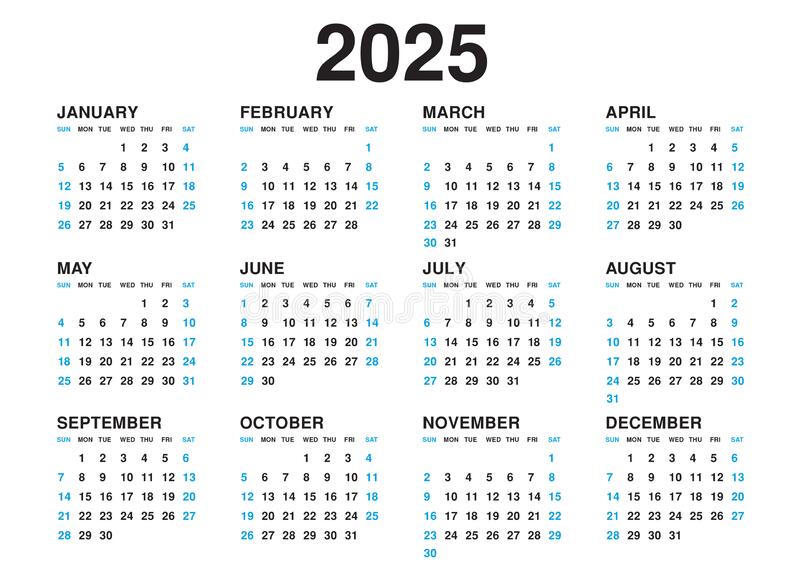 2025
JANUARY
SUN MON TUE WED THU FRI SAT
1 2 3 4
5 6 7 8 9 10 11
12 13 14 15 16 17 18
19 20 21 22 23 24 25
26 27 28 29 30 31
FEBRUARY
SUN MON TUE WED THU FRI SAT
1
2 3 4 5 6 7 8
9 10 11 12 13 14 15
16 17 18 19 20 21 22
23 24 25 26 27 28
MARCH
SUN MON TUE WED THU FRI SAT
1
2 3 4 5 6 7 8
9 10 11 12 13 14 15
16 17 18 19 20 21 22
23 24 25 26 27 28 29
30 31
APRIL
SUN MON TUE WED THU FRI SAT
1 2 3 4 5
6 7 8 9 10 11 12
13 14 15 16 17 18 19
20 21 22 23 24 25 26
27 28 29 30
MAY
SUN MON TUE WED THU FRI SAT
1 2 3
4 5 6 7 8 9 10
11 12 13 14 15 16 17
18 19 20 21 22 23 24
25 26 27 28 29 30 31
JUNE
SUN MON TUE WED THU FRI SAT
1 2 3 4 5 6 7
8 9 10 11 12 13 14
15 16 17 18 19 20 21
22 23 24 25 26 27 28
29 30
JULY
SUN MON TUE WED THU FRI SAT
1 2 3 4 5
6 7 8 9 10 11 12
13 14 15 16 17 18 19
20 21 22 23 24 25 26
27 28 29 30 31
AUGUST
SUN MON TUE WED THU FRI SAT
1 2
3 4 5 6 7 8 9
10 11 12 13 14 15 16
17 18 19 20 21 22 23
24 25 26 27 28 29 30
31
SEPTEMBER
SUN MON TUE WED THU FRI SAT
1 2 3 4 5 6
7 8 9 10 11 12 13
14 15 16 17 18 19 20
21 22 23 24 25 26 27
28 29 30
OCTOBER
SUN MON TUE WED THU FRI SAT
1 2 3 4
5 6 7 8 9 10 11
12 13 14 15 16 17 18
19 20 21 22 23 24 25
26 27 28 29 30 31
NOVEMBER
SUN MON TUE WED THU FRI SAT
1
2 3 4 5 6 7 8
9 10 11 12 13 14 15
16 17 18 19 20 21 22
23 24 25 26 27 28 29
30
DECEMBER
SUN MON TUE WED THU FRI SAT
1 2 3 4 5 6
7 8 9 10 11 12 13
14 15 16 17 18 19 20
21 22 23 24 25 26 27
28 29 30 31
dreamstime